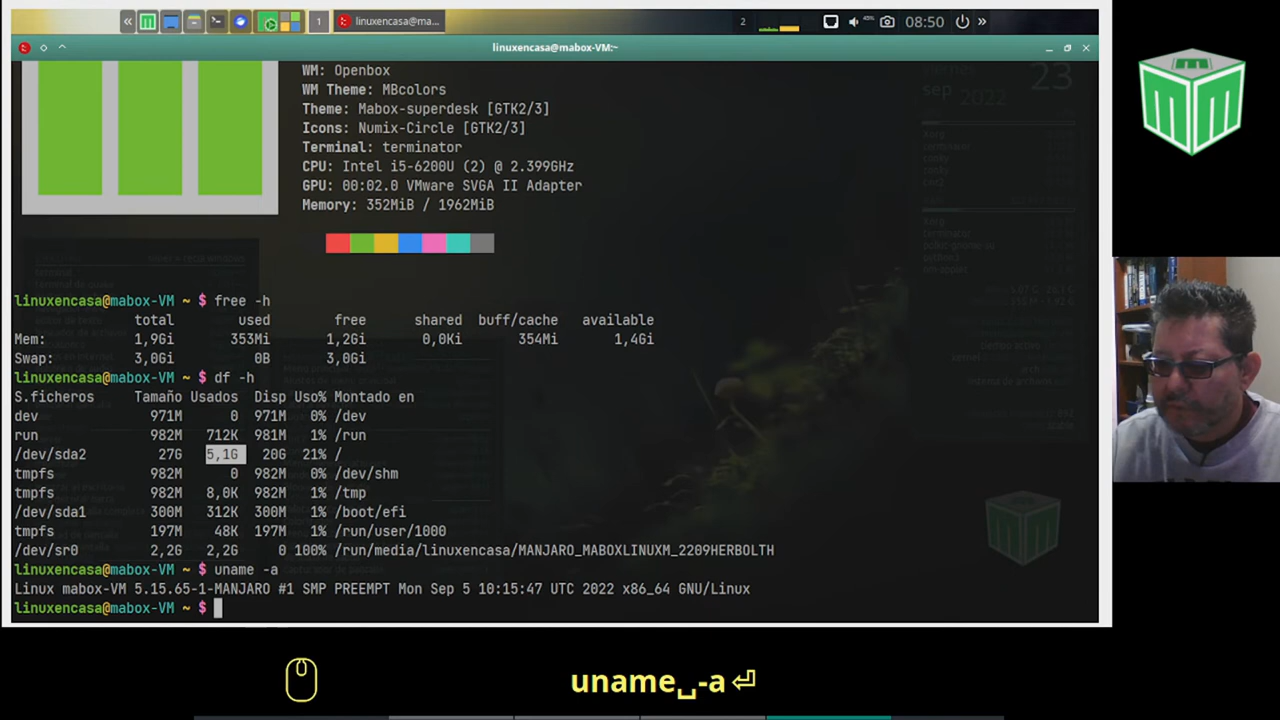 1
linuxencasa@ma...
2
45%
08:50
linuxencasa@mabox-VM:~
WM: Openbox
WM Theme: MBcolors
Theme: Mabox-superdesk [GTK2/3]
Icons: Numix-Circle [GTK2/3]
Terminal: terminator
CPU: Intel i5-6200U (2) @ 2.399GHz
GPU: 00:02.0 VMware SVGA II Adapter
Memory: 352MiB / 1962MiB
viernes
23
sep 2022
linuxencasa@mabox-VM ~ $ free -h
total used free shared buff/cache available
Mem: 1,9Gi 353Mi 1,2Gi 0,0Ki 354Mi 1,4Gi
Swap: 3,0Gi 0B 3,0Gi
linuxencasa@mabox-VM ~ $ df -h
S.ficheros Tamaño Usados Disp Uso% Montado en
dev 971M 0 971M 0% /dev
run 982M 712K 981M 1% /run
/dev/sda2 27G 5,1G 20G 21% /
tmpfs 982M 0 982M 0% /dev/shm
tmpfs 982M 8,0K 982M 1% /tmp
/dev/sda1 300M 312K 300M 1% /boot/efi
tmpfs 197M 48K 197M 1% /run/user/1000
/dev/sr0 2,2G 2,2G 0 100% /run/media/linuxencasa/MANJARO_MABOXLINUXM_2209HERBOLTH
linuxencasa@mabox-VM ~ $ uname -a
Linux mabox-VM 5.15.65-1-MANJARO #1 SMP PREEMPT Mon Sep 5 10:15:47 UTC 2022 x86_64 GNU/Linux
linuxencasa@mabox-VM ~ $
uname␣-a⏎